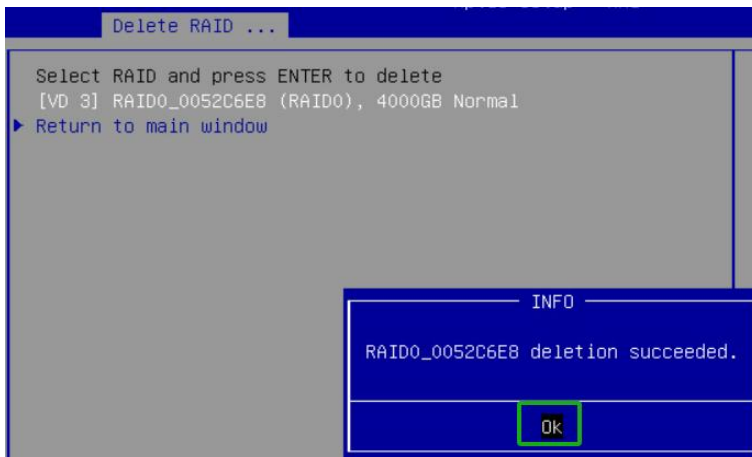 Delete RAID ...
Select RAID and press ENTER to delete
[VD 3] RAID0_0052C6E8 (RAID0), 4000GB Normal
Return to main window
INFO
RAID0_0052C6E8 deletion succeeded.
Ok